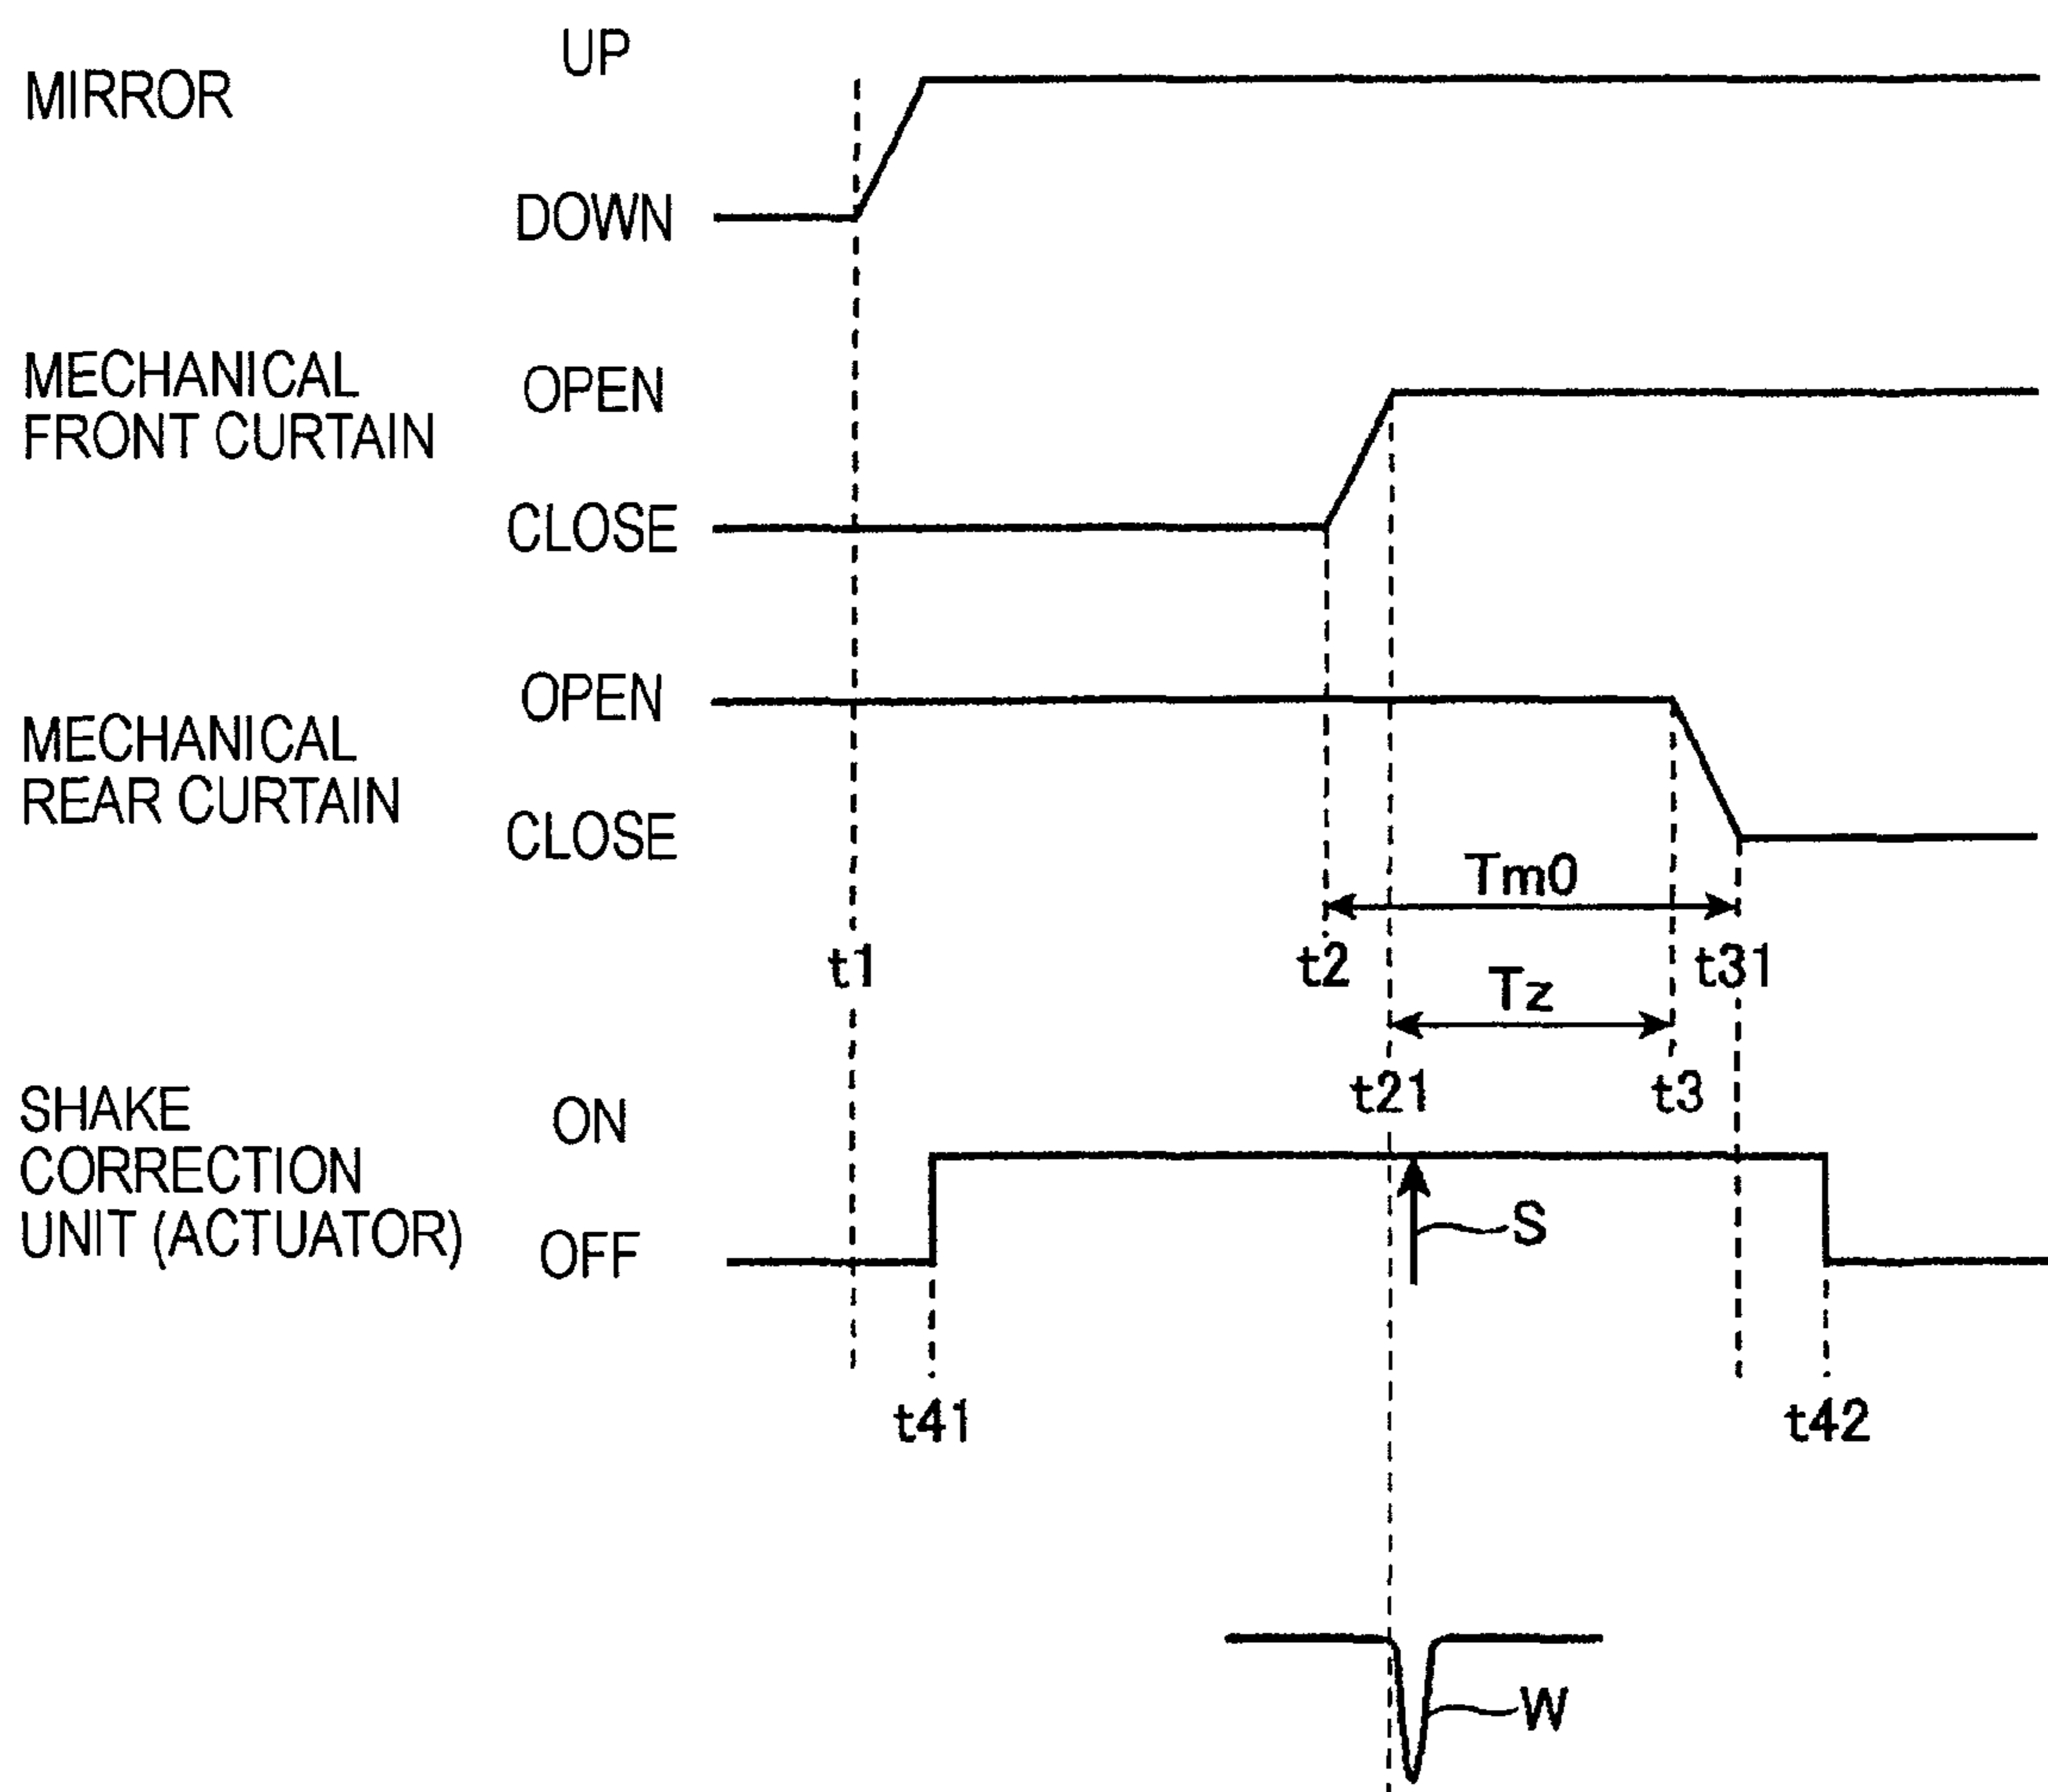 UP
MIRROR
DOWN
MECHANICAL
FRONT CURTAIN
OPEN
CLOSE
OPEN
MECHANICAL
REAR CURTAIN
CLOSE
Tm0
t1
t2
t31
Tz
t21
t3
SHAKE
CORRECTION
UNIT (ACTUATOR)
ON
OFF
S
t41
t42
W